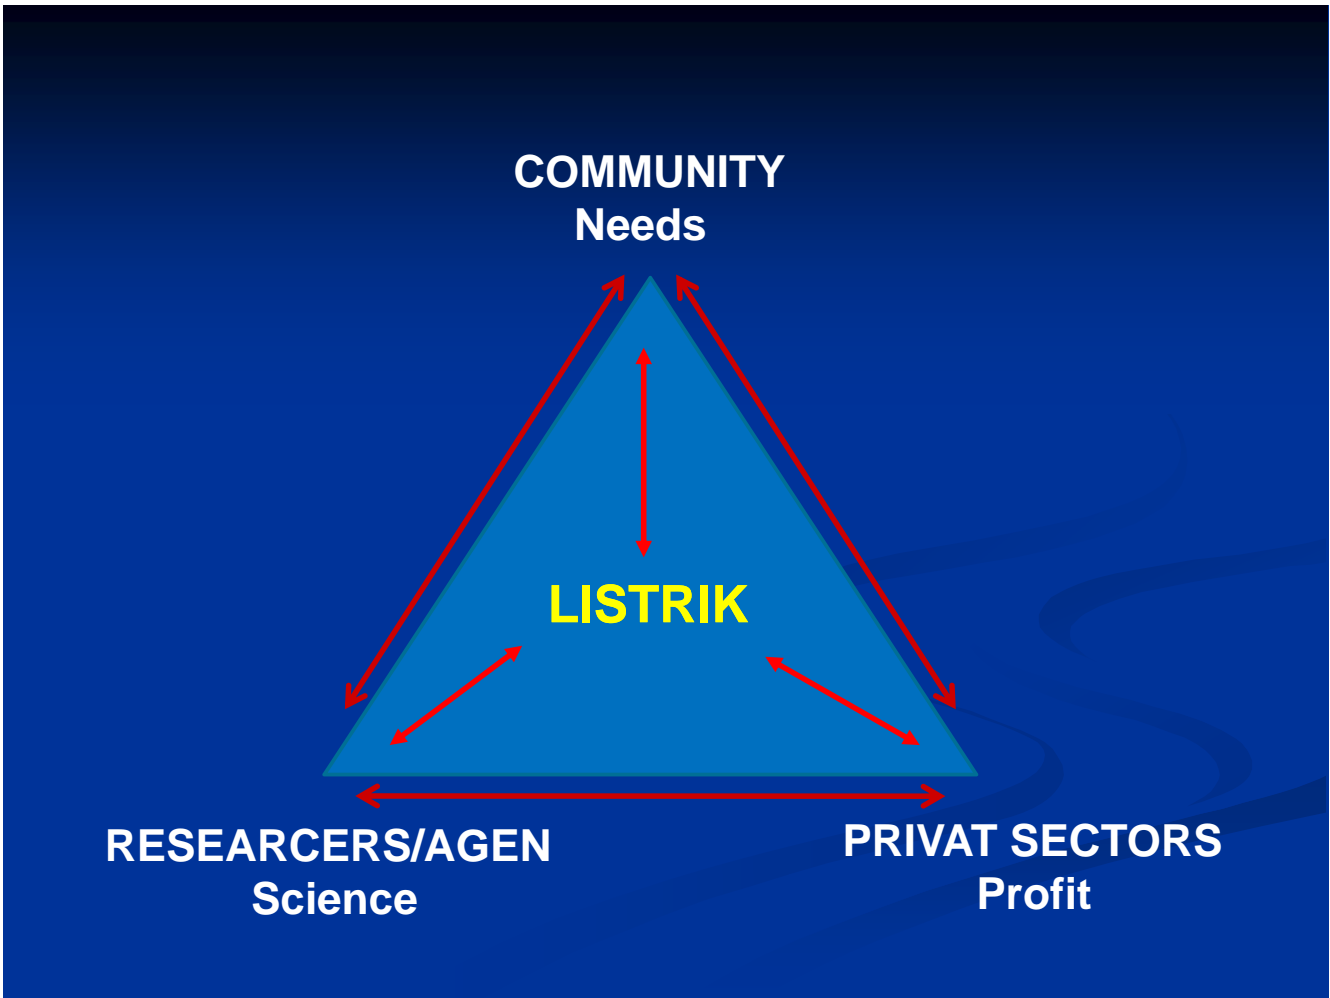 COMMUNITY
Needs
LISTRIK
RESEARCERS/AGEN
Science
PRIVAT SECTORS
Profit